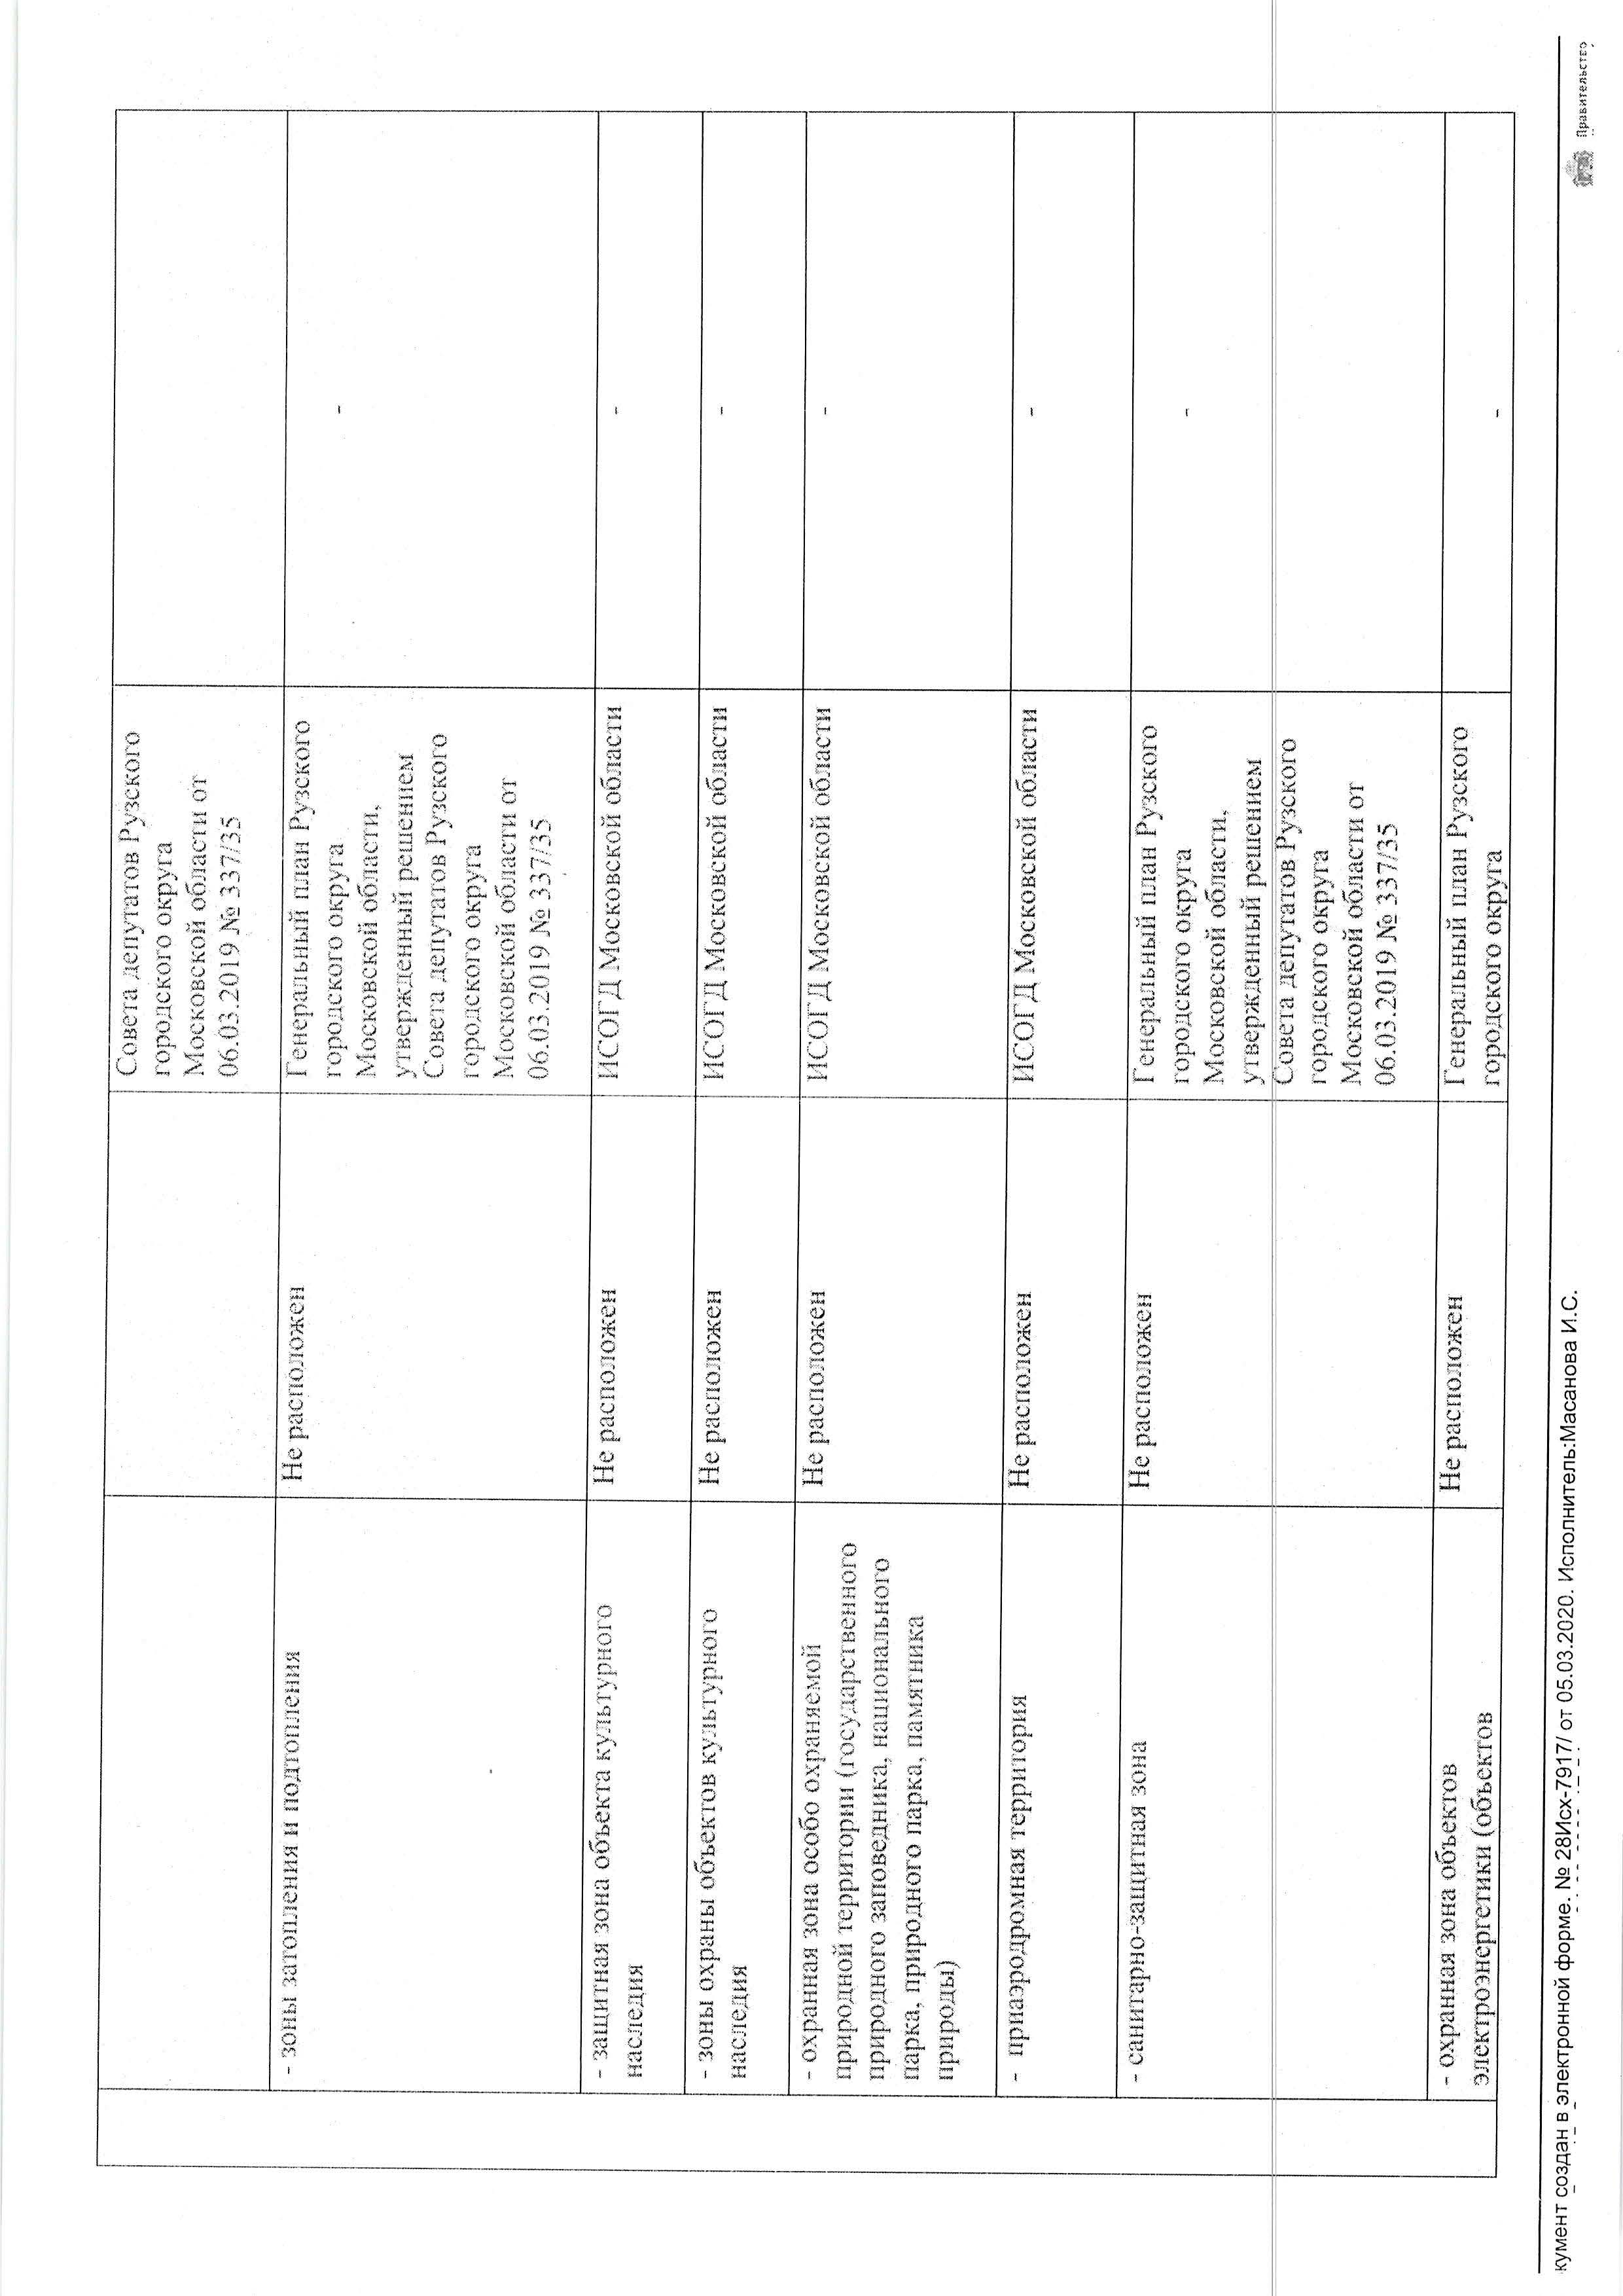 Совета депутатов Рузского
городского округа
Московской области от
06.03.2019 № 337/35
- зоны затопления и подтопления
Не расположен
Генеральный план Рузского
городского округа
Московской области,
утвержденный решением
Совета депутатов Рузского
городского округа
Московской области от
06.03.2019 № 337/35
-
- защитная зона объекта культурного
наследия
Не расположен
ИСОГД Московской области
-
- зоны охраны объектов культурного
наследия
Не расположен
ИСОГД Московской области
-
- охранная зона особо охраняемой
природной территории (государственного
природного заповедника, национального
парка, природного парка, памятника
природы)
Не расположен
ИСОГД Московской области
-
- приаэродромная территория
Не расположен
ИСОГД Московской области
-
- санитарно-защитная зона
Не расположен
Генеральный план Рузского
городского округа
Московской области,
утвержденный решением
Совета депутатов Рузского
городского округа
Московской области от
06.03.2019 № 337/35
-
- охранная зона объектов
электроэнергетики (объектов
Не расположен
Генеральный план Рузского
городского округа
-
кумент создан в электронной форме. № 28Исх-7917/ от 05.03.2020. Исполнитель:Масанова И.С.
Правительство